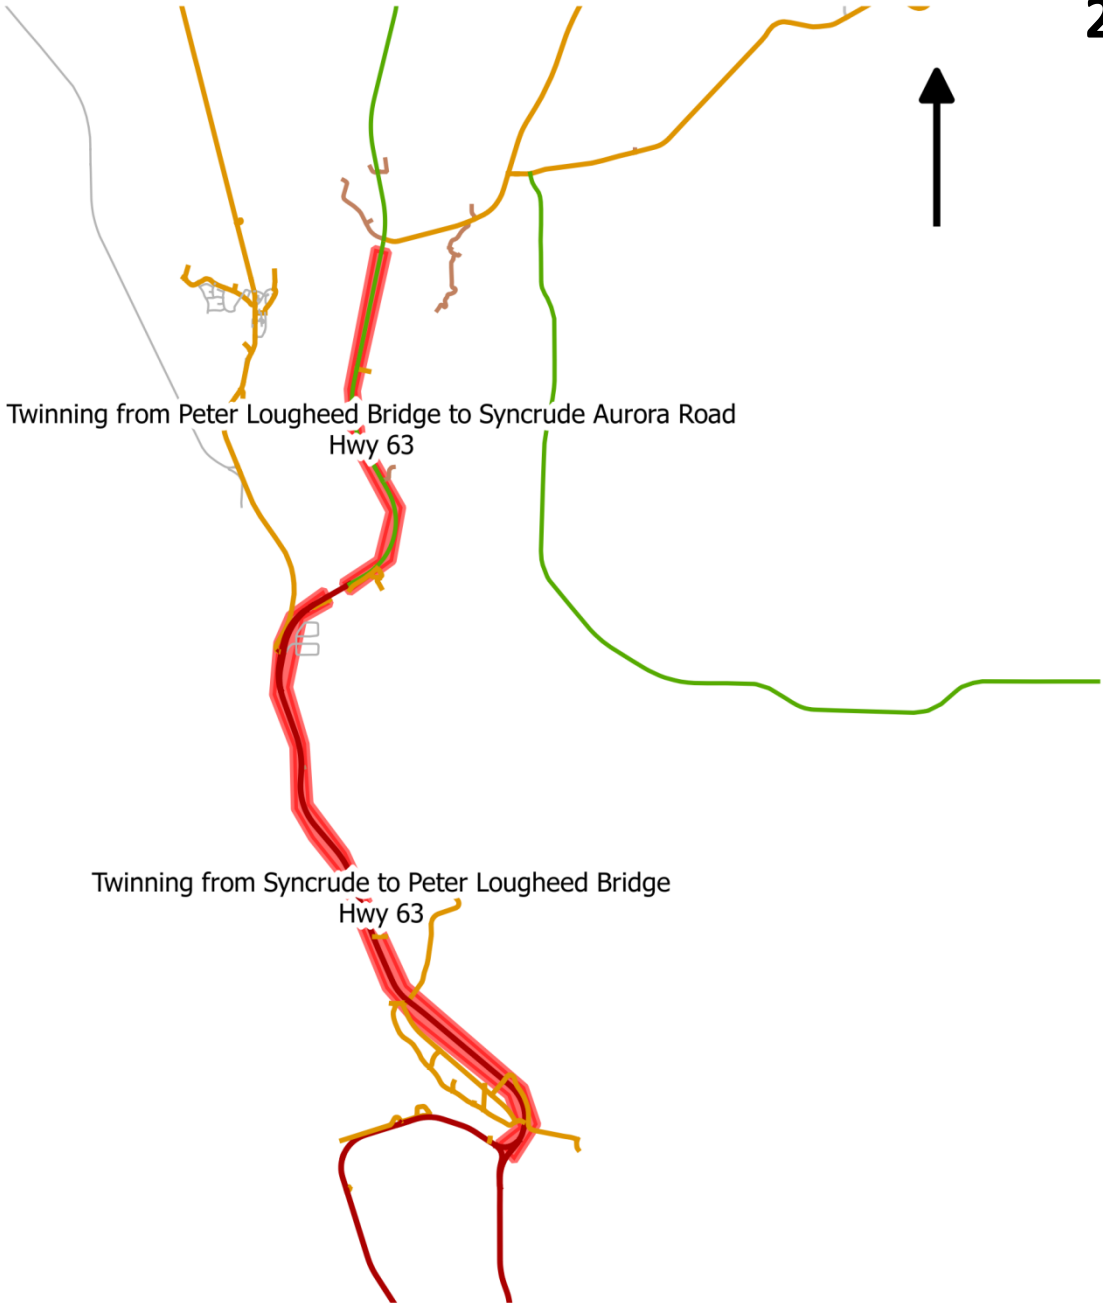 2
Twinning from Peter Lougheed Bridge to Syncrude Aurora Road
Hwy 63
Twinning from Syncrude to Peter Lougheed Bridge
Hwy 63